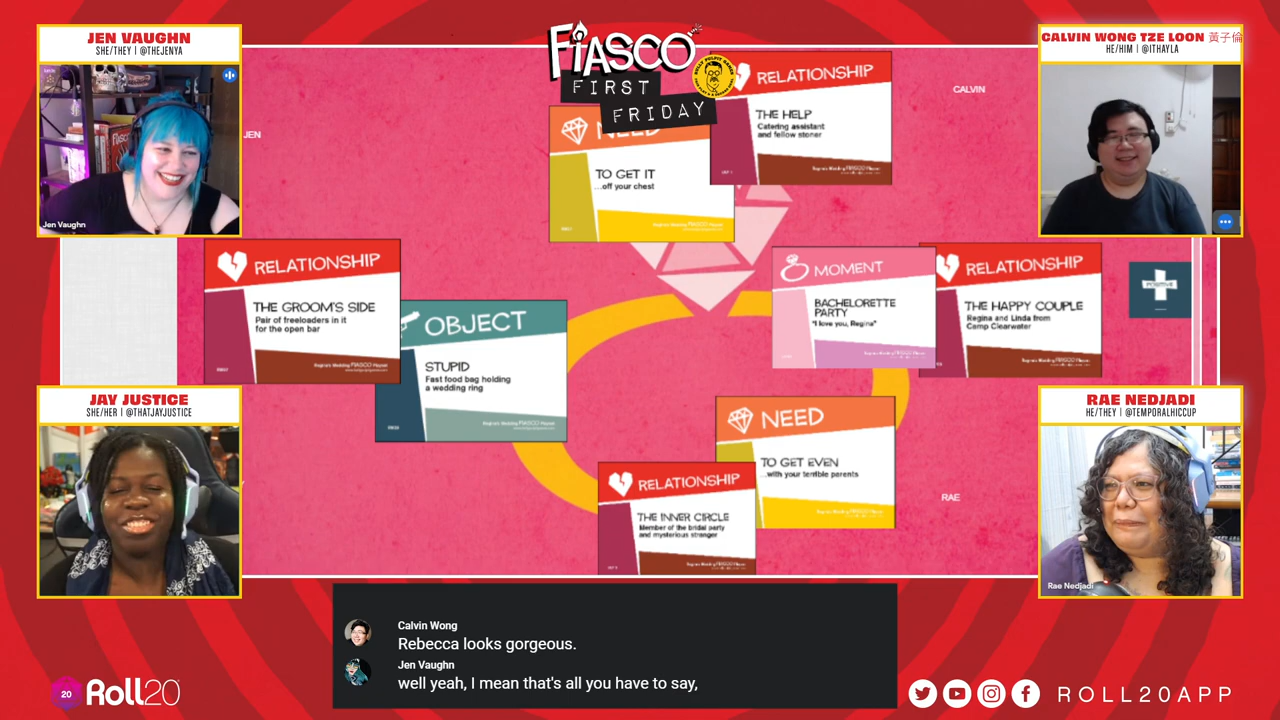 JEN VAUGHN
SHE/THEY | @THEJENYA
Jen Vaughn
JEN
FIASCO
FIRST
FRIDAY
CALVIN WONG TZE LOON 黃子倫
HE/HIM | @ITHAYLA
CALVIN
RELATIONSHIP
THE HELP
Catering assistant
and fellow stoner
NEED
TO GET IT
...off your chest
RELATIONSHIP
THE GROOM'S SIDE
Pair of freeloaders in it
for the open bar
OBJECT
STUPID
Fast food bag holding
a wedding ring
MOMENT
BACHELORETTE
PARTY
"I love you, Regina"
RELATIONSHIP
THE HAPPY COUPLE
Regina and Linda from
Camp Clearwater
POSITIVE
NEED
TO GET EVEN
...with your terrible parents
RELATIONSHIP
THE INNER CIRCLE
Member of the bridal party
and mysterious stranger
JAY JUSTICE
SHE/HER | @THATJAYJUSTICE
RAE NEDJADI
HE/THEY | @TEMPORALHICCUP
Rae Nedjadi
RAE
Calvin Wong
Rebecca looks gorgeous.
Jen Vaughn
well yeah, I mean that's all you have to say,
20 Roll20
ROLL20APP